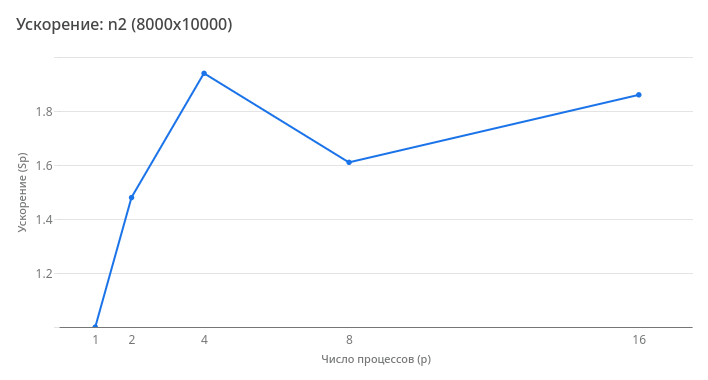 Ускорение: n2 (8000x10000)
Ускорение (Sp)
1.8
1.6
1.4
1.2
1 2 4 8 16
Число процессов (p)